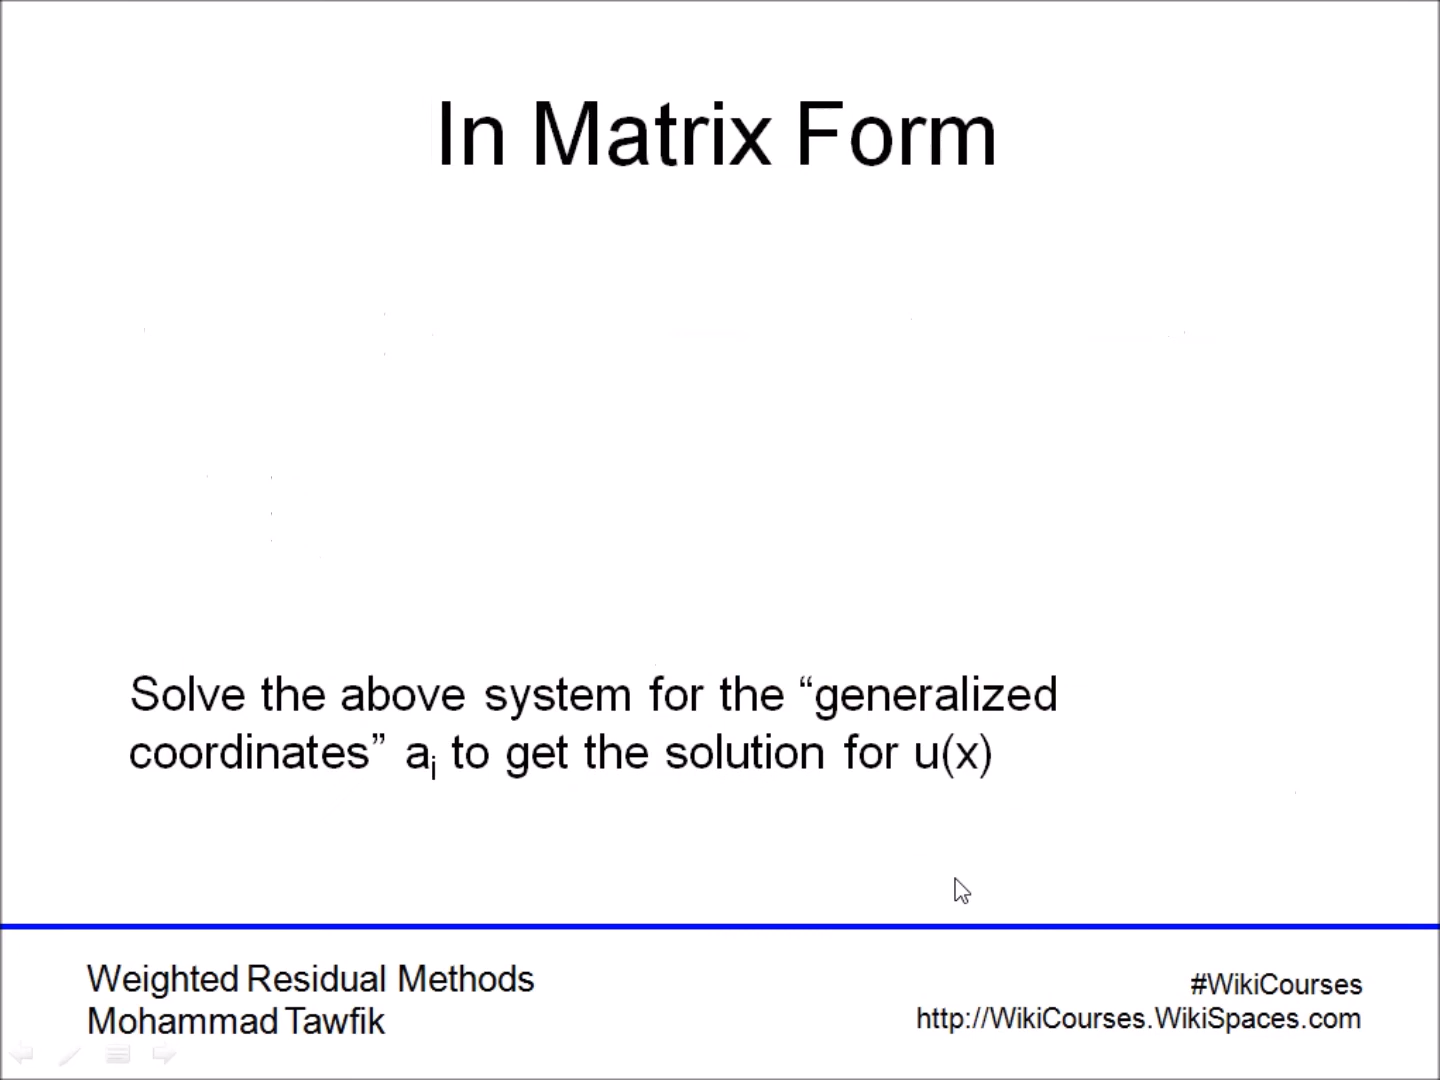 In Matrix Form
Solve the above system for the “generalized
coordinates” ai to get the solution for u(x)
Weighted Residual Methods
Mohammad Tawfik
#WikiCourses
http://WikiCourses.WikiSpaces.com